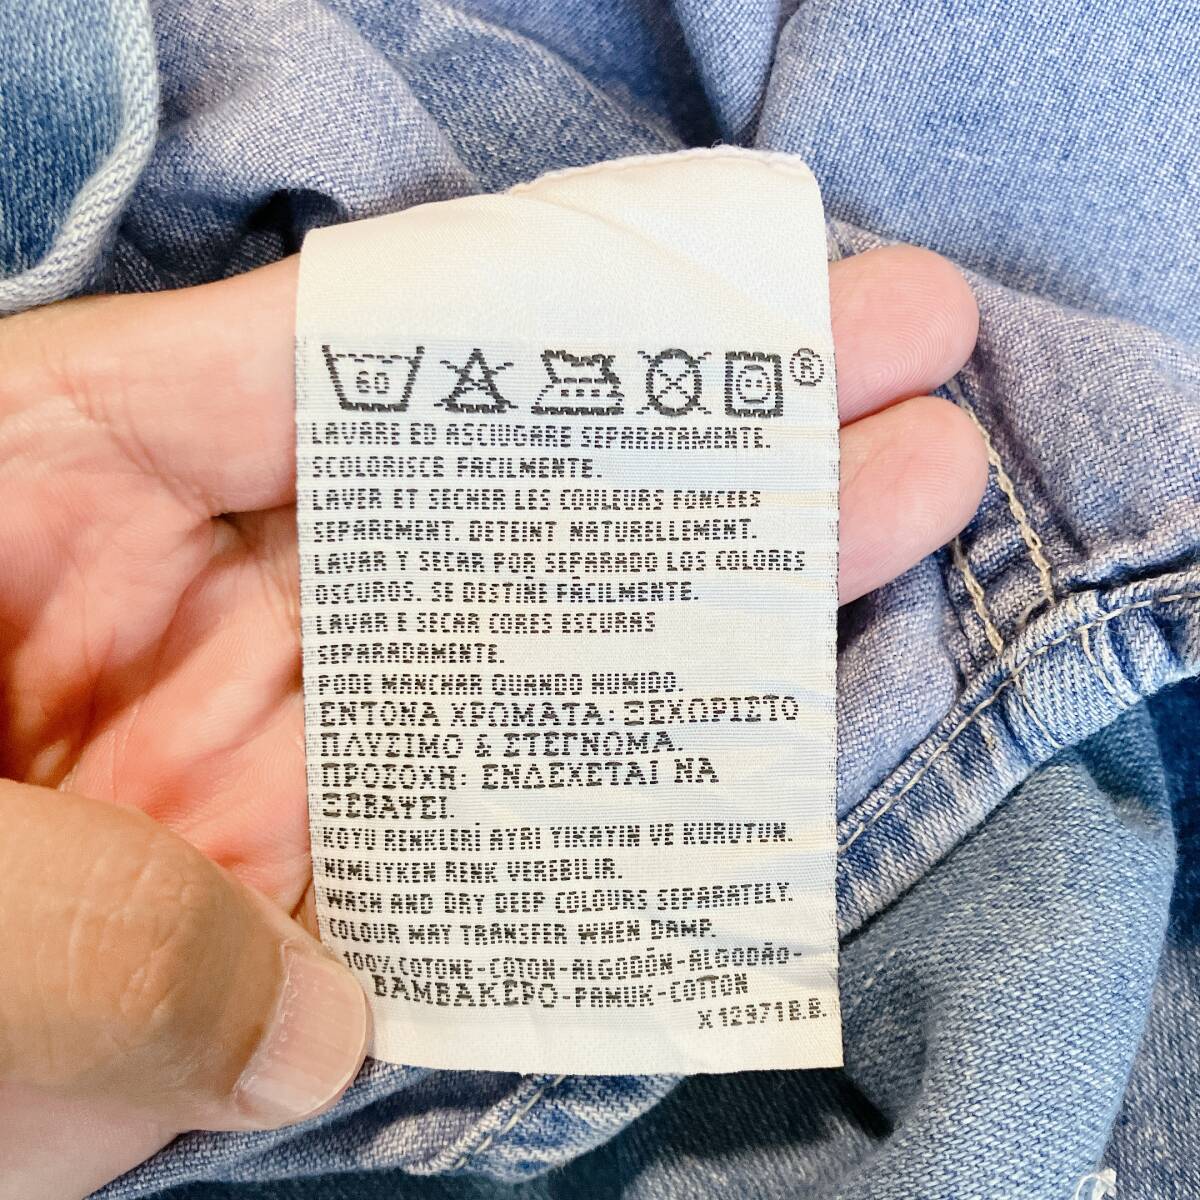 60 ®
LAVARE ED ASCIUGARE SEPARATAMENTE.
SCOLORISCE FACILMENTE.
LAVER ET SECHER LES COULEURS FONCEES
SEPAREMENT. DETEINT NATURELLEMENT.
LAVAR Y SECAR POR SEPARADO LOS COLORES
OSCUROS. SE DESTIÑE FÁCILMENTE.
LAVAR E SECAR CORES ESCURAS
SEPARADAMENTE.
PODE MANCHAR QUANDO HUMIDO.
ΕΝΤΟΝΑ ΧΡΩΜΑΤΑ: ΞΕΧΩΡΙΣΤΟ
ΠΛΥΣΙΜΟ & ΣΤΕΓΝΩΜΑ.
ΠΡΟΣΟΧΗ: ΕΝΔΕΧΕΤΑΙ ΝΑ
ΞΕΒΑΨΕΙ.
KOYU RENKLERİ AYRI YIKAYIN VE KURUTUN.
NEMLITKEN RENK VEREBILIR.
WASH AND DRY DEEP COLOURS SEPARATELY.
COLOUR MAY TRANSFER WHEN DAMP.
100% COTONE-COTON-ALGODÓN-ALGODÃO-
ΒΑΜΒΑΚΕΡΟ-PAMUK-COTTON
X 12971B.B.